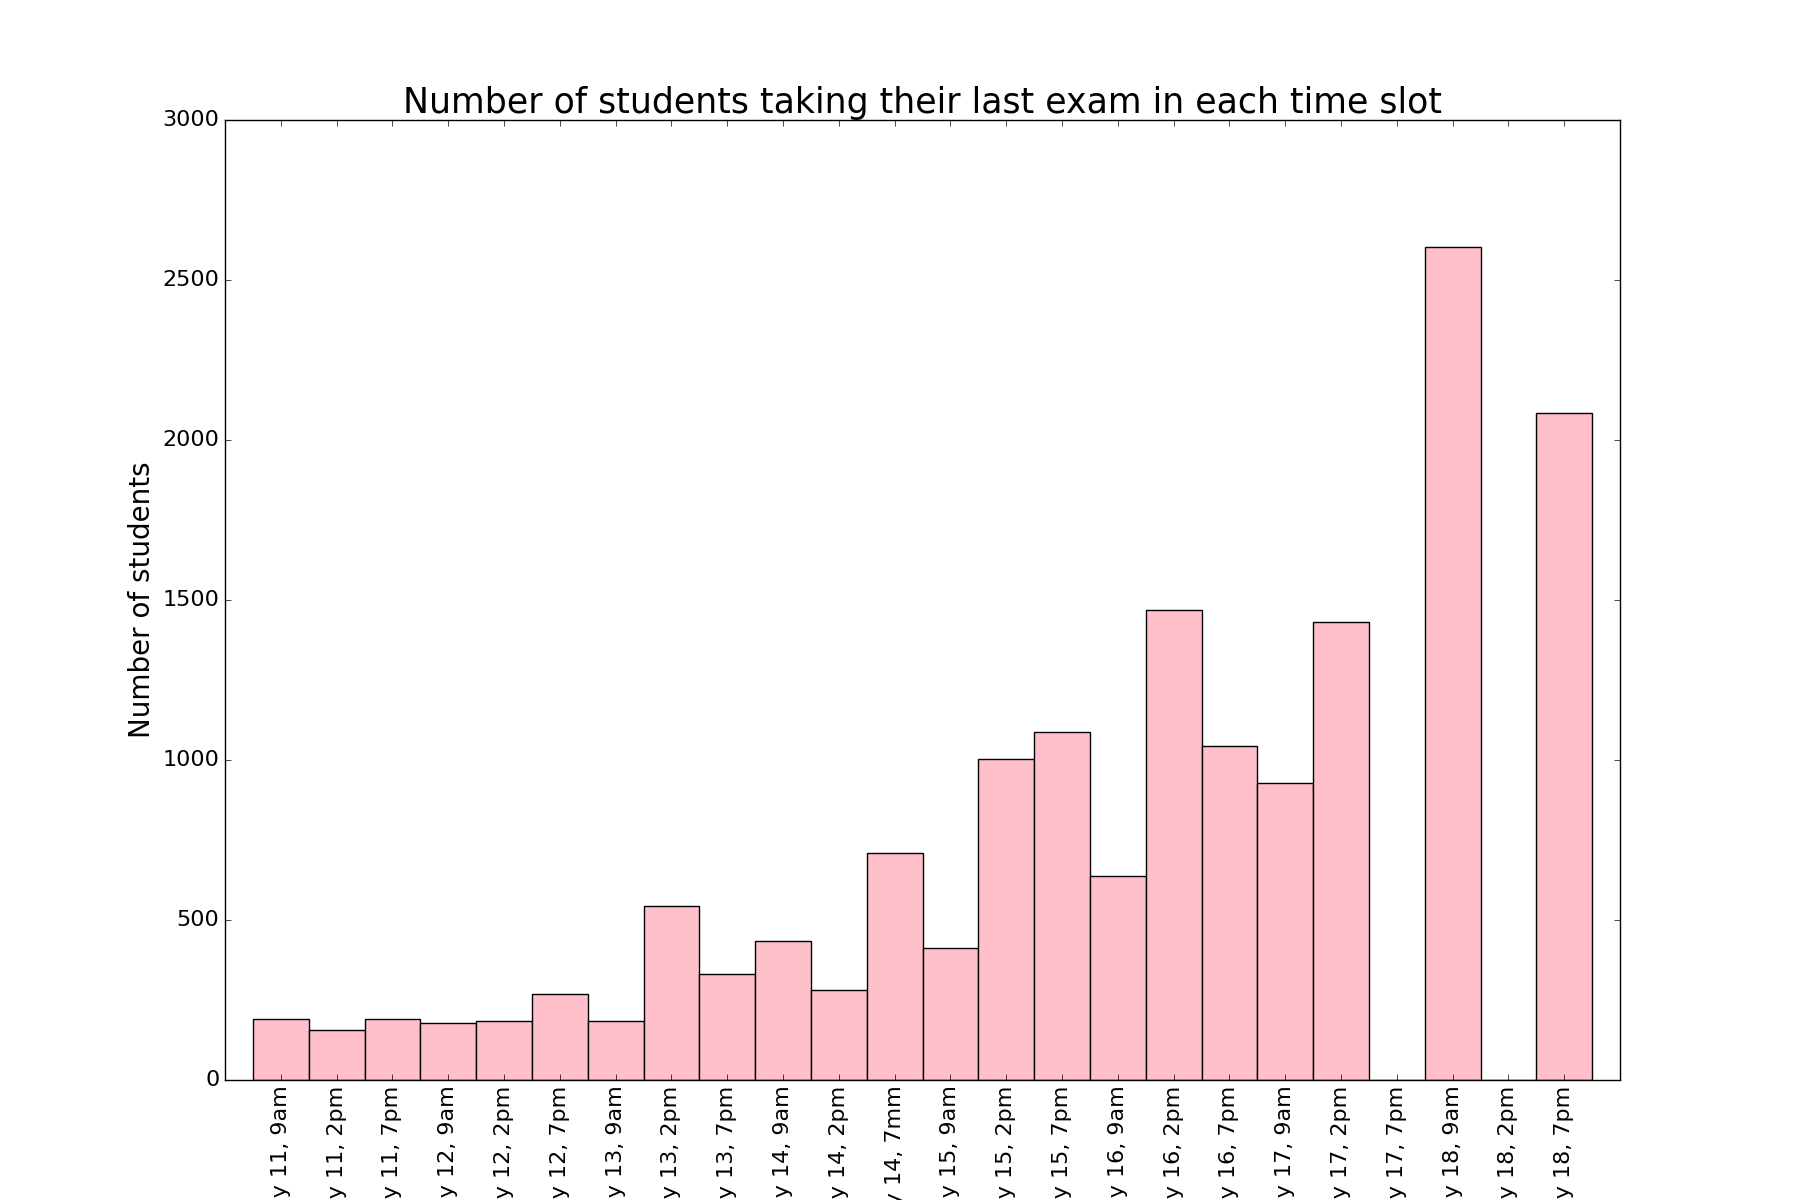 Number of students taking their last exam in each time slot
Number of students
3000
2500
2000
1500
1000
500
0
y 11, 9am
y 11, 2pm
y 11, 7pm
y 12, 9am
y 12, 2pm
y 12, 7pm
y 13, 9am
y 13, 2pm
y 13, 7pm
y 14, 9am
y 14, 2pm
y 14, 7mm
y 15, 9am
y 15, 2pm
y 15, 7pm
y 16, 9am
y 16, 2pm
y 16, 7pm
y 17, 9am
y 17, 2pm
y 17, 7pm
y 18, 9am
y 18, 2pm
y 18, 7pm